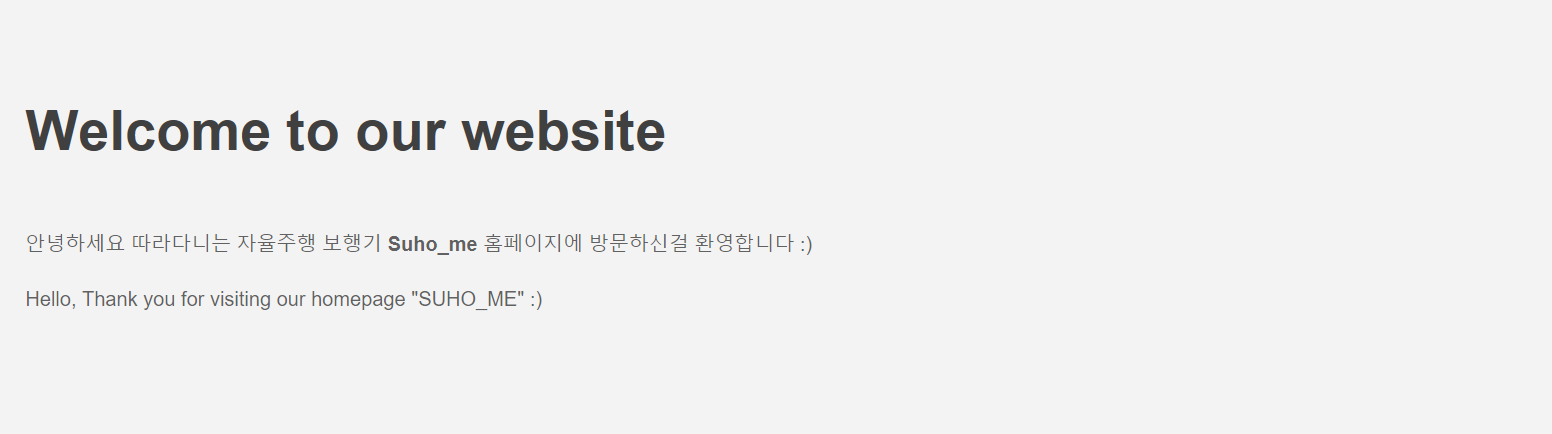 Welcome to our website
안녕하세요 따라다니는 자율주행 보행기 Suho_me 홈페이지에 방문하신걸 환영합니다 :)
Hello, Thank you for visiting our homepage "SUHO_ME" :)